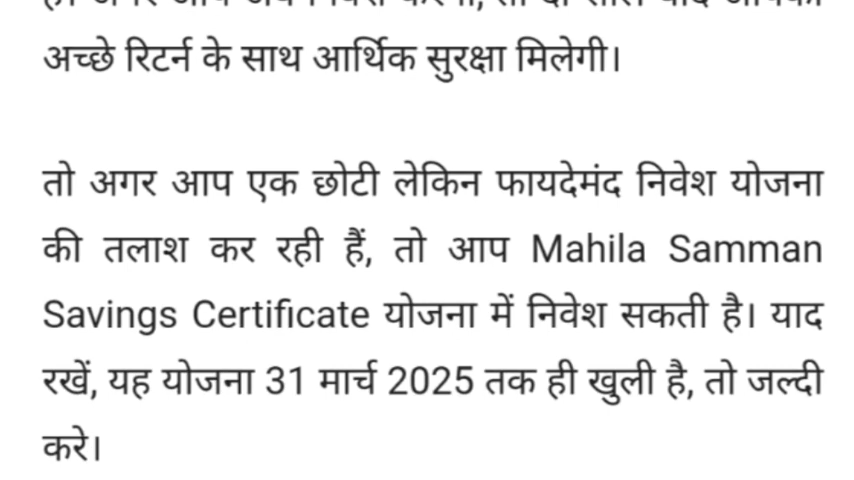 अच्छे रिटर्न के साथ आर्थिक सुरक्षा मिलेगी।
तो अगर आप एक छोटी लेकिन फायदेमंद निवेश योजना
की तलाश कर रही हैं, तो आप Mahila Samman
Savings Certificate योजना में निवेश सकती है। याद
रखें, यह योजना 31 मार्च 2025 तक ही खुली है, तो जल्दी
करे।